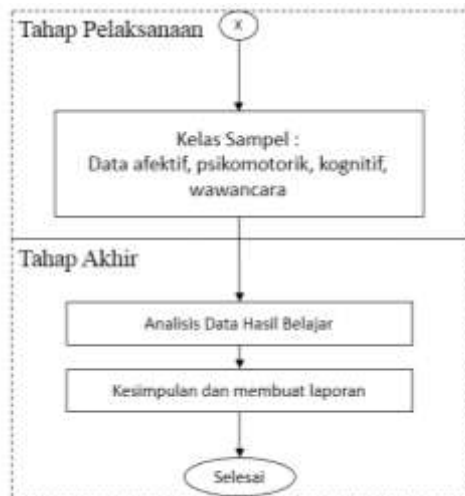 Tahap Pelaksanaan
X
Kelas Sampel :
Data afektif, psikomotorik, kognitif,
wawancara
Tahap Akhir
Analisis Data Hasil Belajar
Kesimpulan dan membuat laporan
Selesai